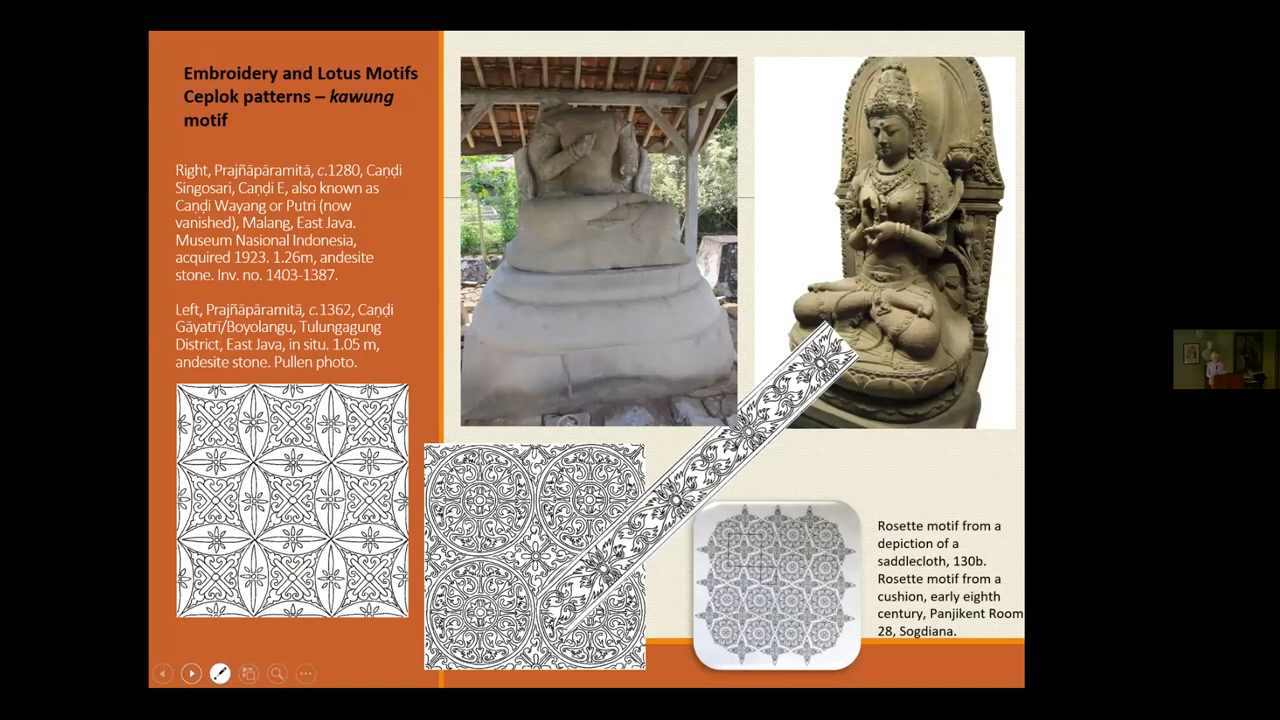 Embroidery and Lotus Motifs
Ceplok patterns – kawung
motif
Right, Prajñāpāramitā, c.1280, Caṇḍi
Singosari, Caṇḍi E, also known as
Caṇḍi Wayang or Putri (now
vanished), Malang, East Java.
Museum Nasional Indonesia,
acquired 1923. 1.26m, andesite
stone. Inv. no. 1403-1387.
Left, Prajñāpāramitā, c.1362, Caṇḍi
Gāyatrī/Boyolangu, Tulungagung
District, East Java, in situ. 1.05 m,
andesite stone. Pullen photo.
Rosette motif from a
depiction of a
saddlecloth, 130b.
Rosette motif from a
cushion, early eighth
century, Panjikent Room
28, Sogdiana.